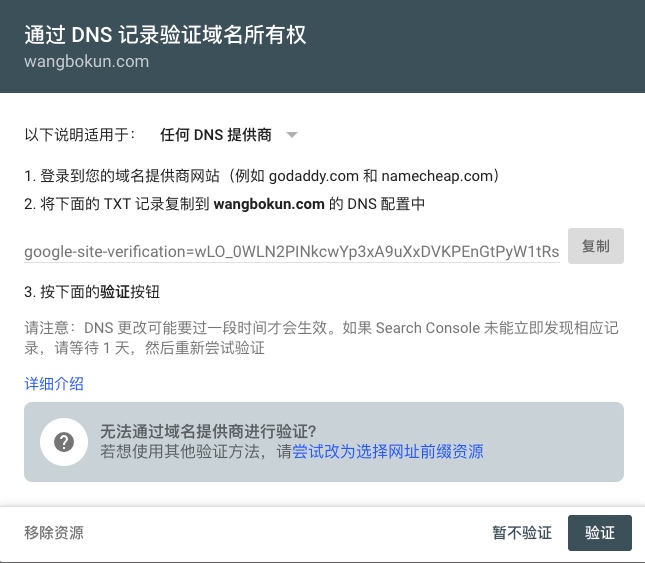 通过 DNS 记录验证域名所有权
wangbokun.com
以下说明适用于： 任何 DNS 提供商
1. 登录到您的域名提供商网站（例如 godaddy.com 和 namecheap.com）
2. 将下面的 TXT 记录复制到 wangbokun.com 的 DNS 配置中
google-site-verification=wLO_0WLN2PINkcwYp3xA9uXxDVKPEnGtPyW1tRs 复制
3. 按下面的验证按钮
请注意：DNS 更改可能要过一段时间才会生效。如果 Search Console 未能立即发现相应记
录，请等待 1 天，然后重新尝试验证
详细介绍
无法通过域名提供商进行验证?
若想使用其他验证方法，请尝试改为选择网址前缀资源
移除资源 暂不验证 验证